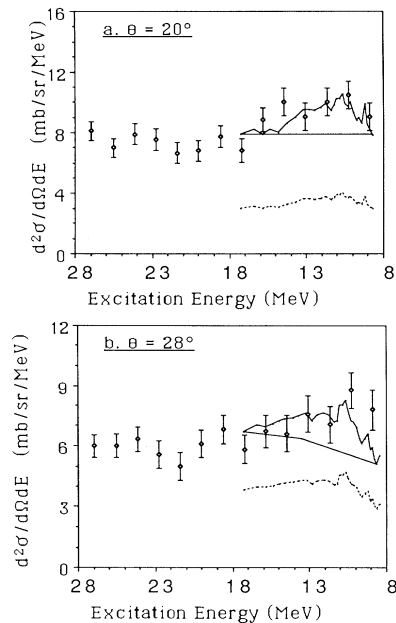 16
a. θ = 20°
12
8
4
0
d²σ/dΩdE (mb/sr/MeV)
28 23 18 13 8
Excitation Energy (MeV)
12
b. θ = 28°
9
6
3
0
d²σ/dΩdE (mb/sr/MeV)
28 23 18 13 8
Excitation Energy (MeV)